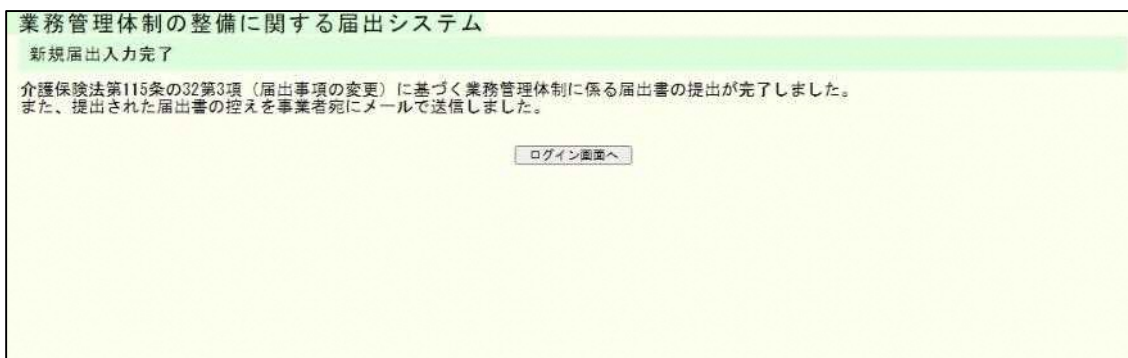 業務管理体制の整備に関する届出システム
新規届出入力完了
介護保険法第115条の32第3項（届出事項の変更）に基づく業務管理体制に係る届出書の提出が完了しました。
また、提出された届出書の控えを事業者宛にメールで送信しました。
ログイン画面へ